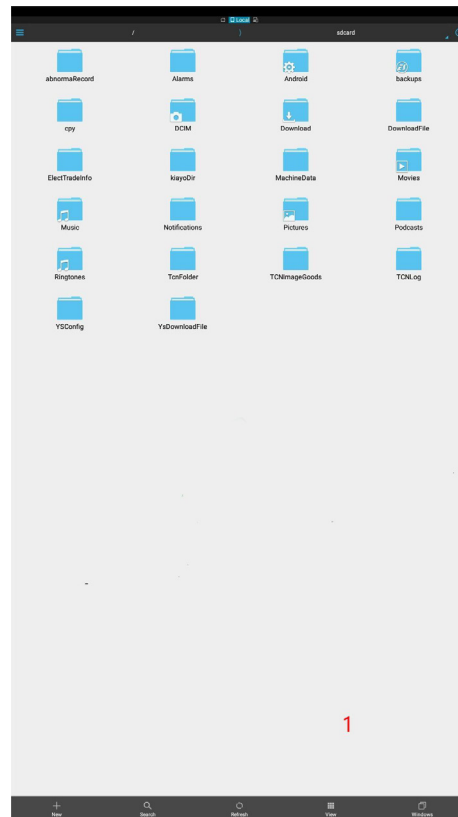 Local
/ sdcard
abnormaRecord Alarms Android backups
cpy DCIM Download DownloadFile
ElectTradeInfo kiayoDir MachineData Movies
Music Notifications Pictures Podcasts
Ringtones TcnFolder TCNImageGoods TCNLog
YSConfig YsDownloadFile
1
New Search Refresh View Windows